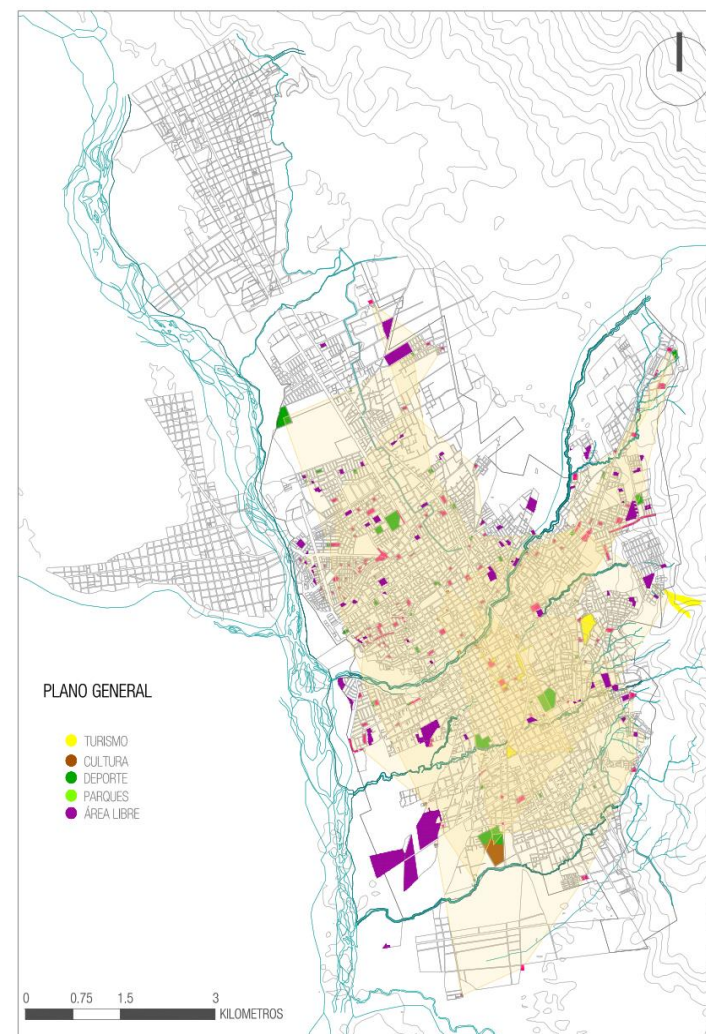 PLANO GENERAL
TURISMO
CULTURA
DEPORTE
PARQUES
ÁREA LIBRE
0 0.75 1.5 3 KILOMETROS